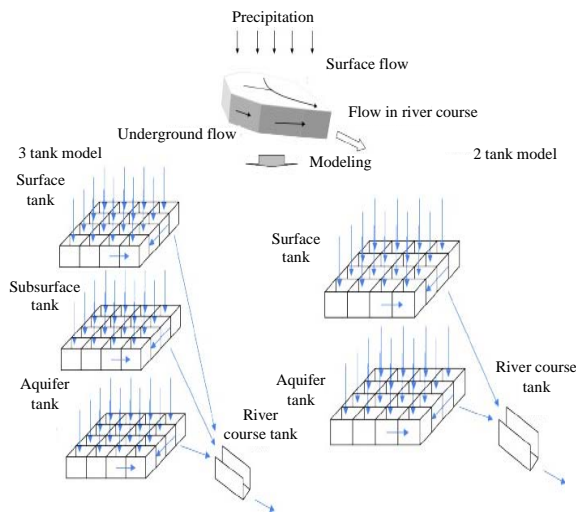 Precipitation
Surface flow
Flow in river course
Underground flow
Modeling
3 tank model
2 tank model
Surface
tank
Subsurface
tank
Aquifer
tank
River
course tank
Surface
tank
Aquifer
tank
River course
tank